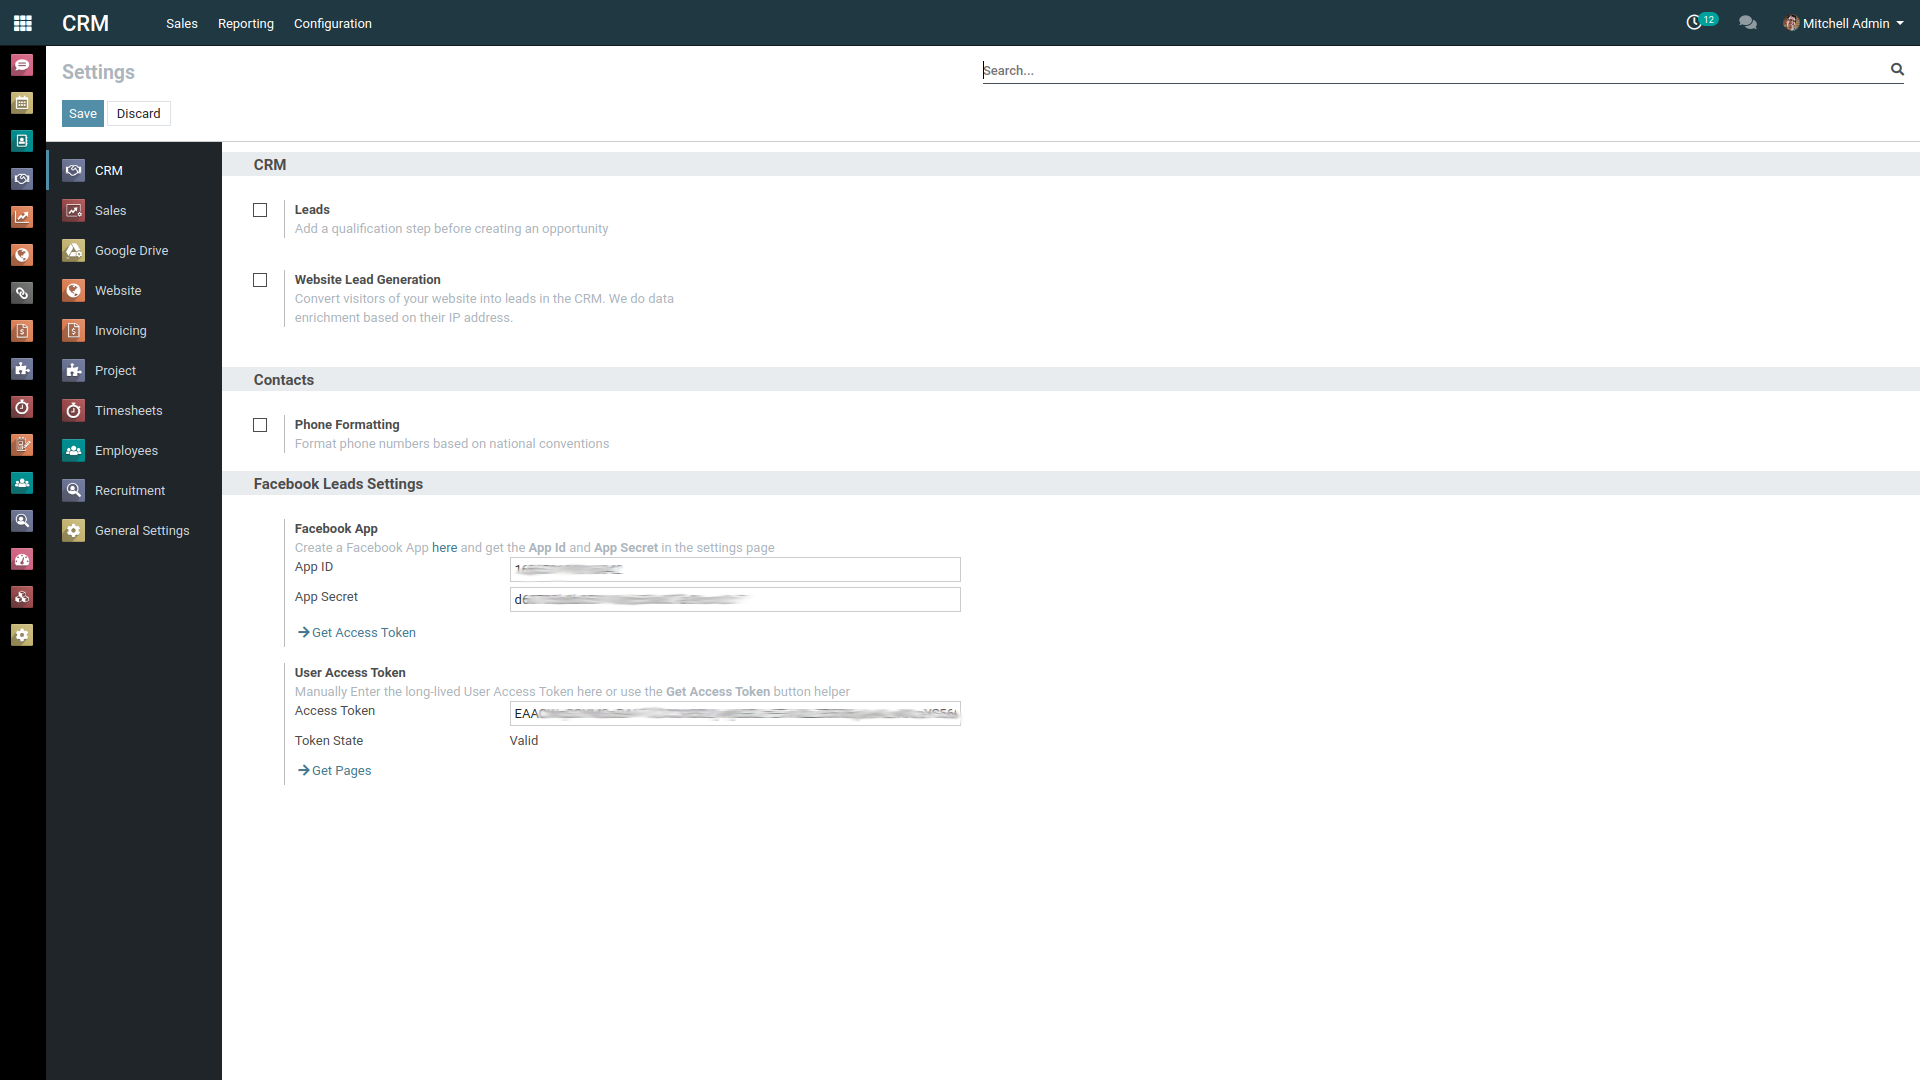 CRM
Sales
Reporting
Configuration
12
Mitchell Admin
Settings
Search...
Save
Discard
CRM
Sales
Google Drive
Website
Invoicing
Project
Timesheets
Employees
Recruitment
General Settings
CRM
Leads
Add a qualification step before creating an opportunity
Website Lead Generation
Convert visitors of your website into leads in the CRM. We do data
enrichment based on their IP address.
Contacts
Phone Formatting
Format phone numbers based on national conventions
Facebook Leads Settings
Facebook App
Create a Facebook App here and get the App Id and App Secret in the settings page
App ID
App Secret
Get Access Token
User Access Token
Manually Enter the long-lived User Access Token here or use the Get Access Token button helper
Access Token
Token State Valid
Get Pages